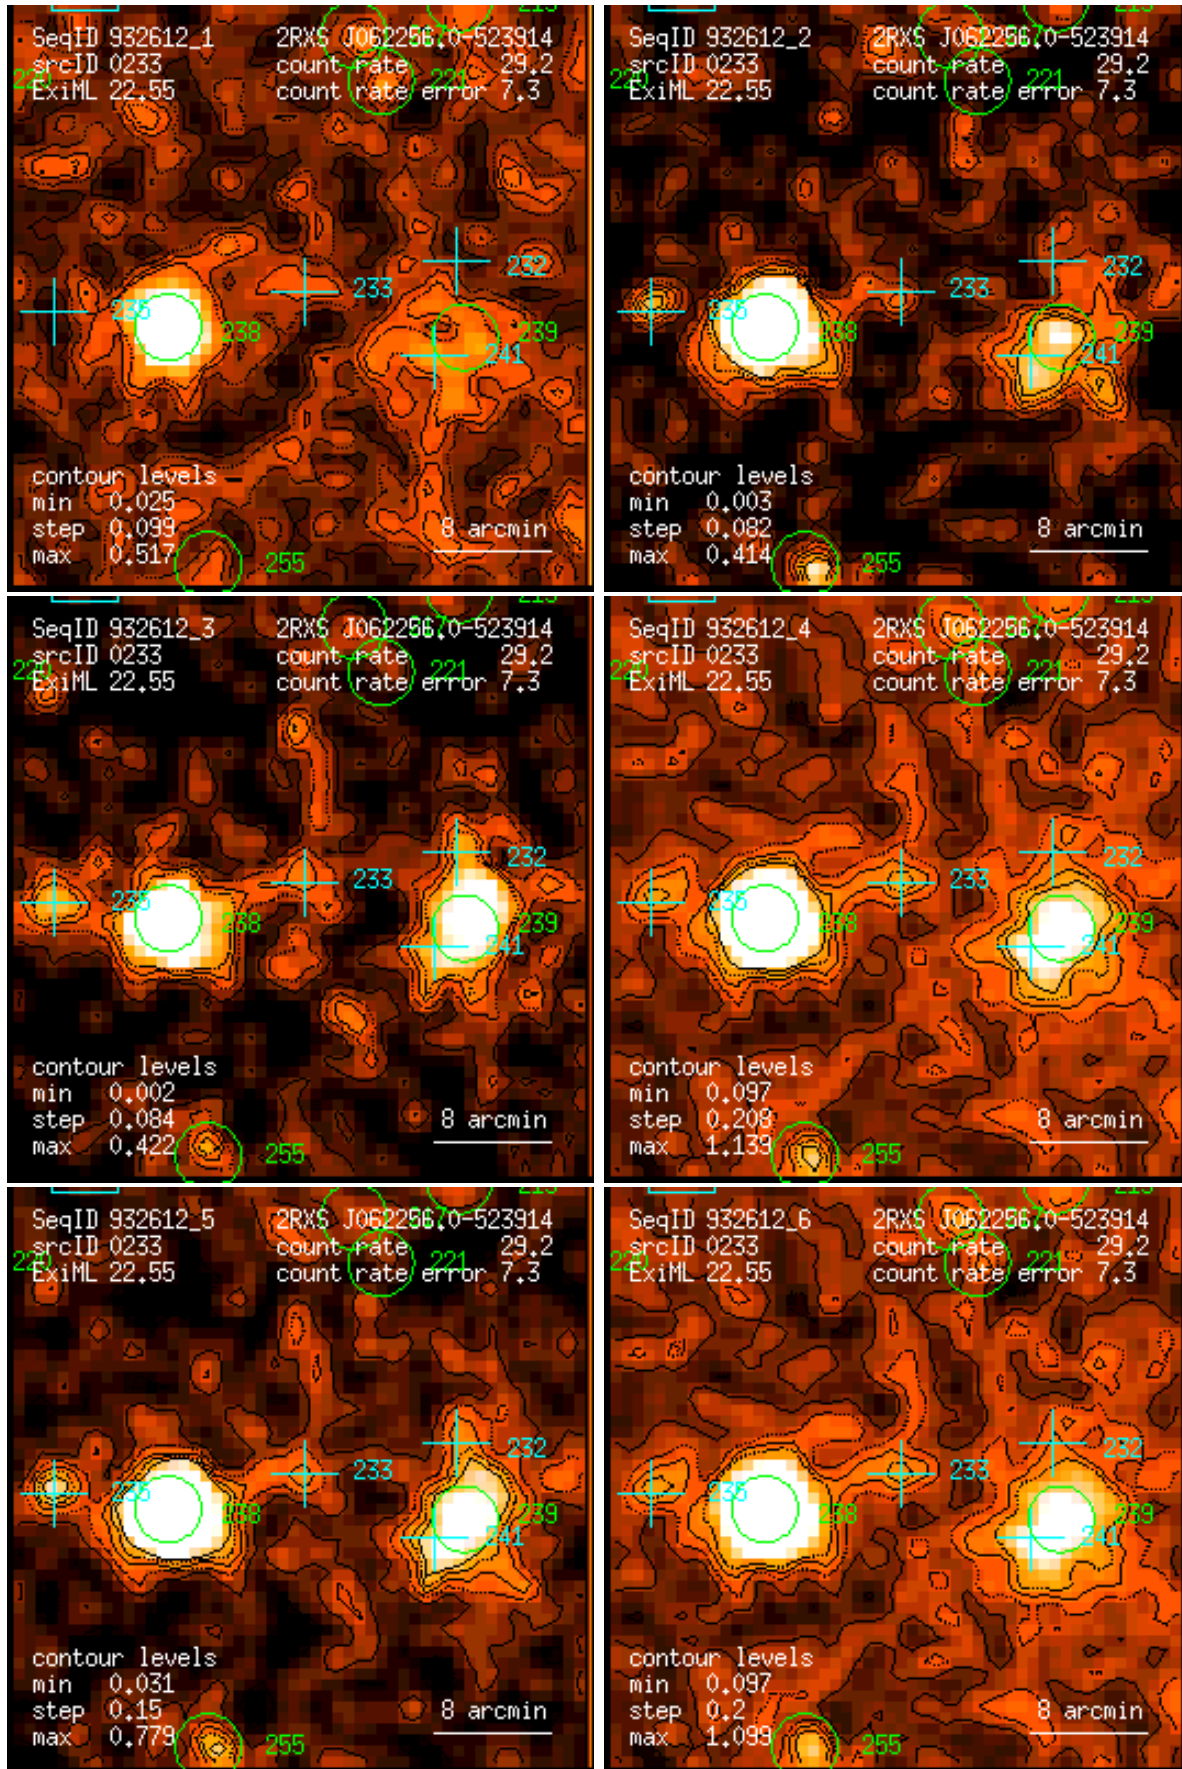 SeqID 932612_1 2RXS J062256.0-523914
srcID 0233 count rate 29.2
ExiML 22.55 count rate error 7.3
220
221
232
233
235
238
239
241
contour levels
min 0.025
step 0.099
max 0.517
8 arcmin
255
SeqID 932612_2 2RXS J062256.0-523914
srcID 0233 count rate 29.2
ExiML 22.55 count rate error 7.3
220
221
232
233
235
238
239
241
contour levels
min 0.003
step 0.082
max 0.414
8 arcmin
255
SeqID 932612_3 2RXS J062256.0-523914
srcID 0233 count rate 29.2
ExiML 22.55 count rate error 7.3
220
221
232
233
235
238
239
241
contour levels
min 0.002
step 0.084
max 0.422
8 arcmin
255
SeqID 932612_4 2RXS J062256.0-523914
srcID 0233 count rate 29.2
ExiML 22.55 count rate error 7.3
220
221
232
233
235
238
239
241
contour levels
min 0.097
step 0.208
max 1.139
8 arcmin
255
SeqID 932612_5 2RXS J062256.0-523914
srcID 0233 count rate 29.2
ExiML 22.55 count rate error 7.3
220
221
232
233
235
238
239
241
contour levels
min 0.031
step 0.15
max 0.779
8 arcmin
255
SeqID 932612_6 2RXS J062256.0-523914
srcID 0233 count rate 29.2
ExiML 22.55 count rate error 7.3
220
221
232
233
235
238
239
241
contour levels
min 0.097
step 0.2
max 1.099
8 arcmin
255